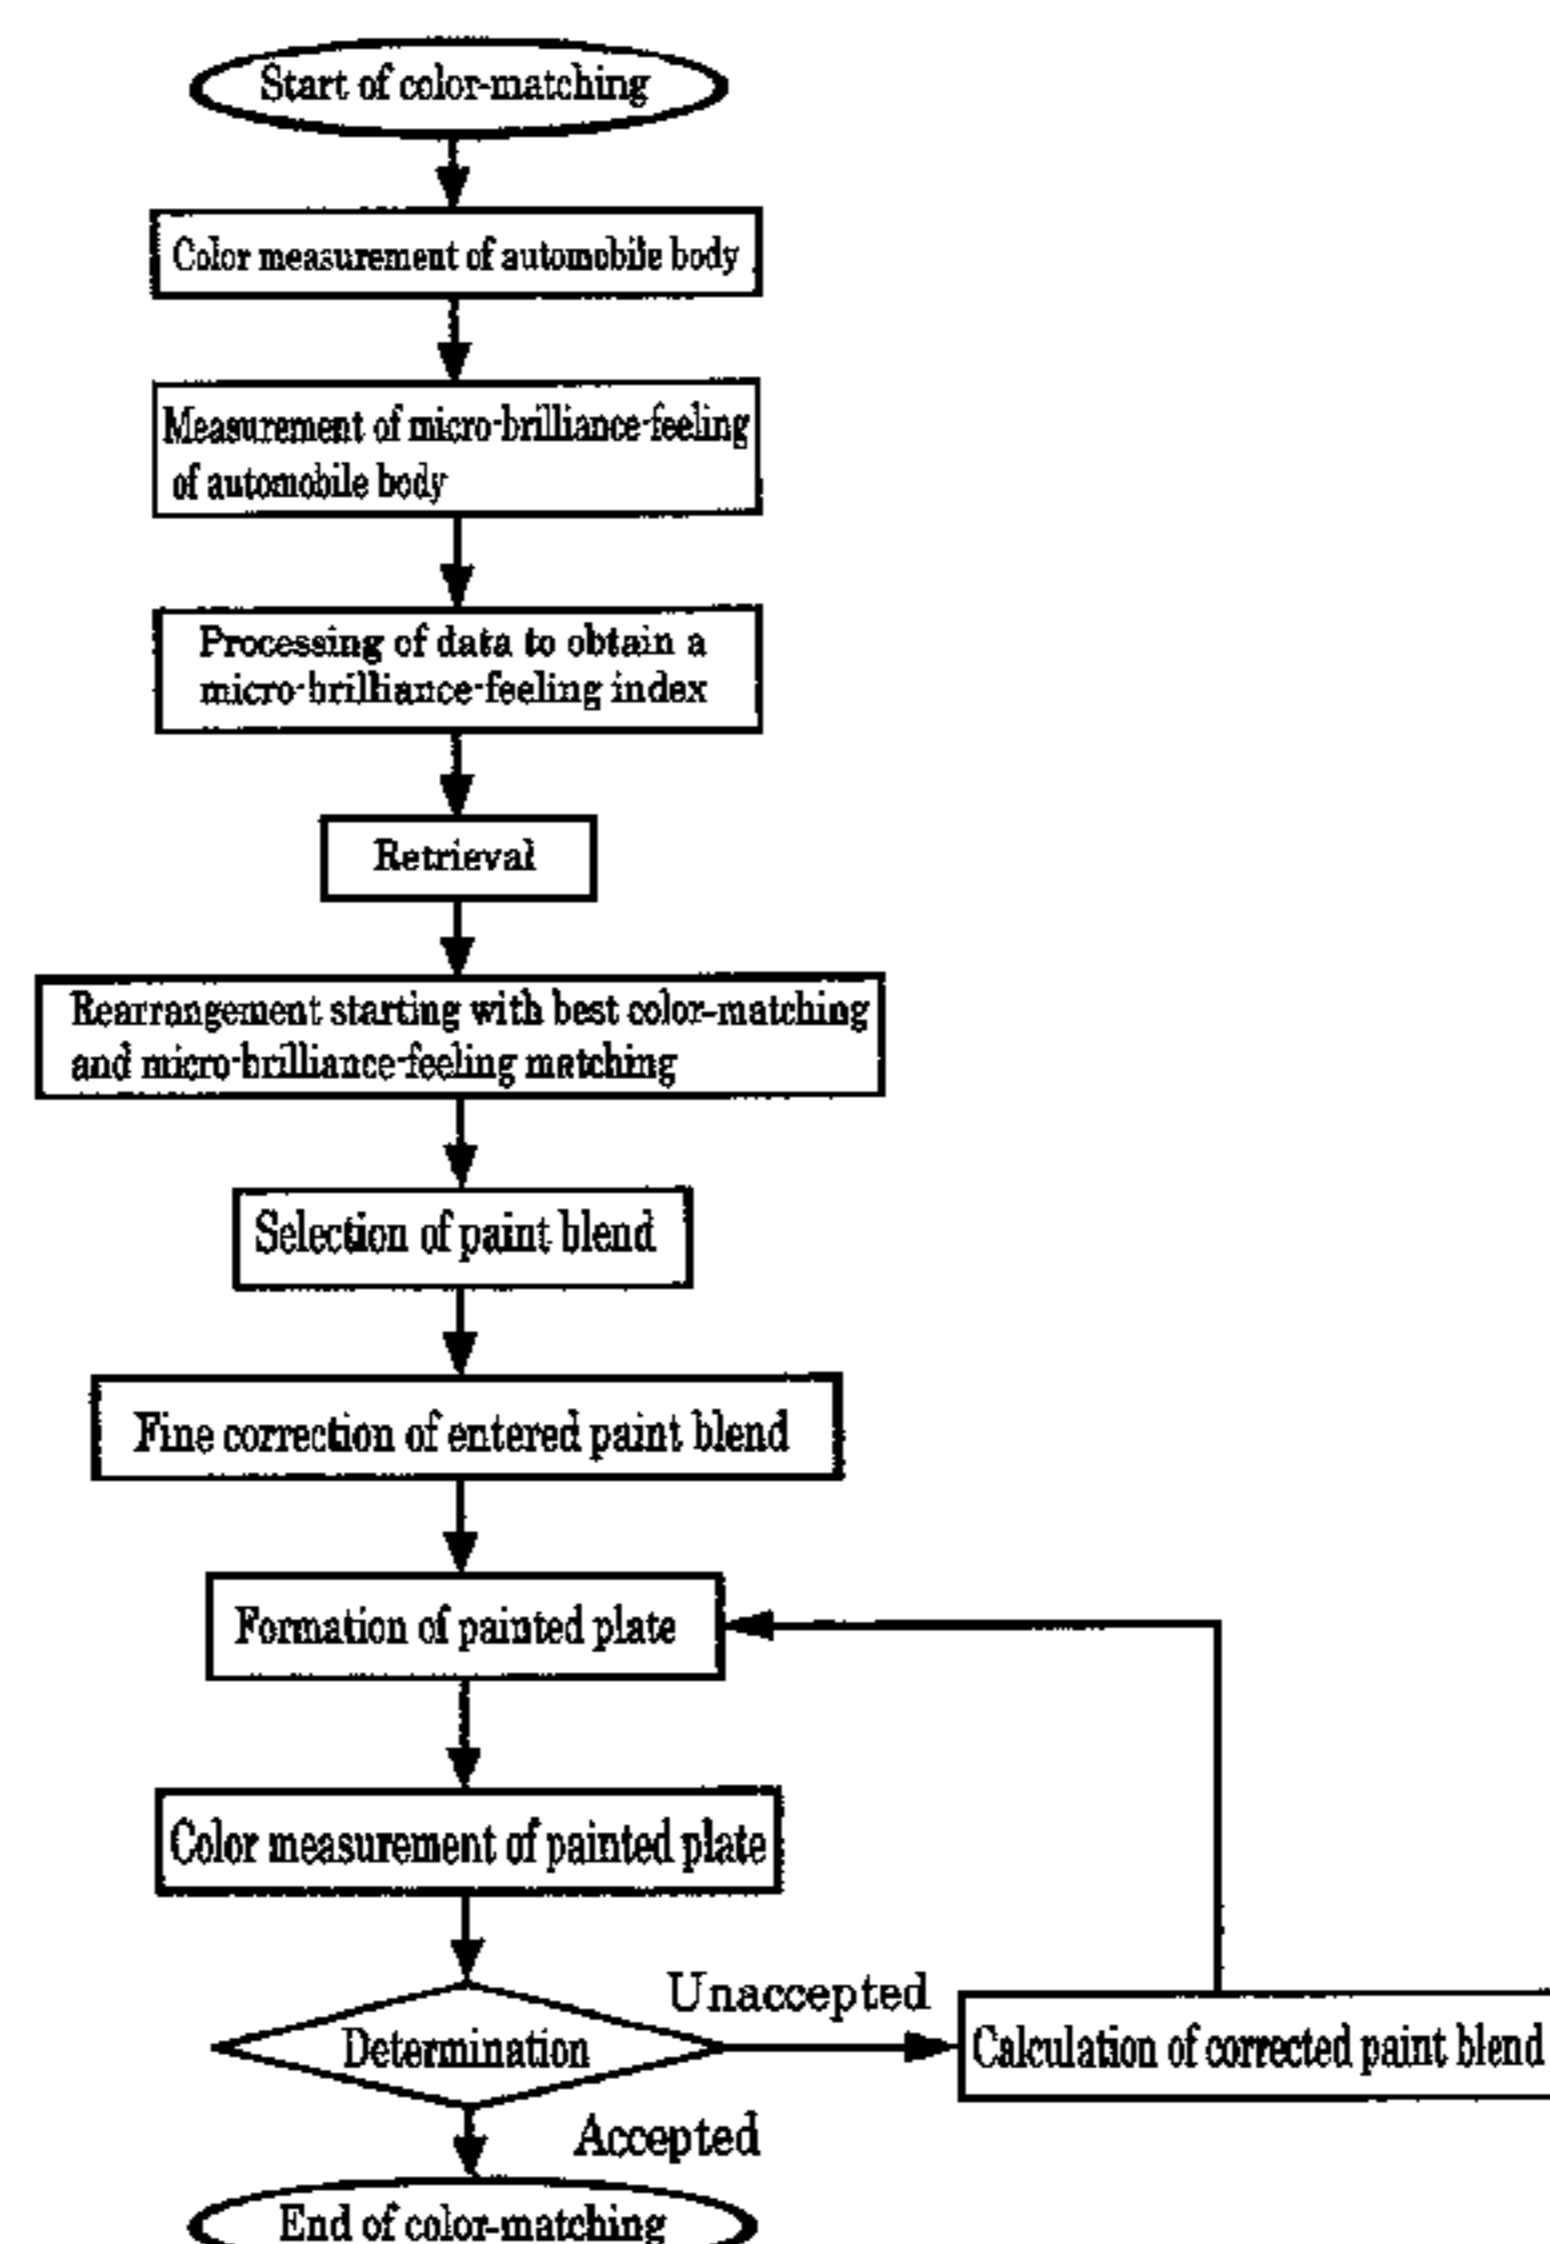 Start of color-matching
Color measurement of automobile body
Measurement of micro-brilliance-feeling
of automobile body
Processing of data to obtain a
micro-brilliance-feeling index
Retrieval
Rearrangement starting with best color-matching
and micro-brilliance-feeling matching
Selection of paint blend
Fine correction of entered paint blend
Formation of painted plate
Color measurement of painted plate
Unaccepted
Determination
Calculation of corrected paint blend
Accepted
End of color-matching